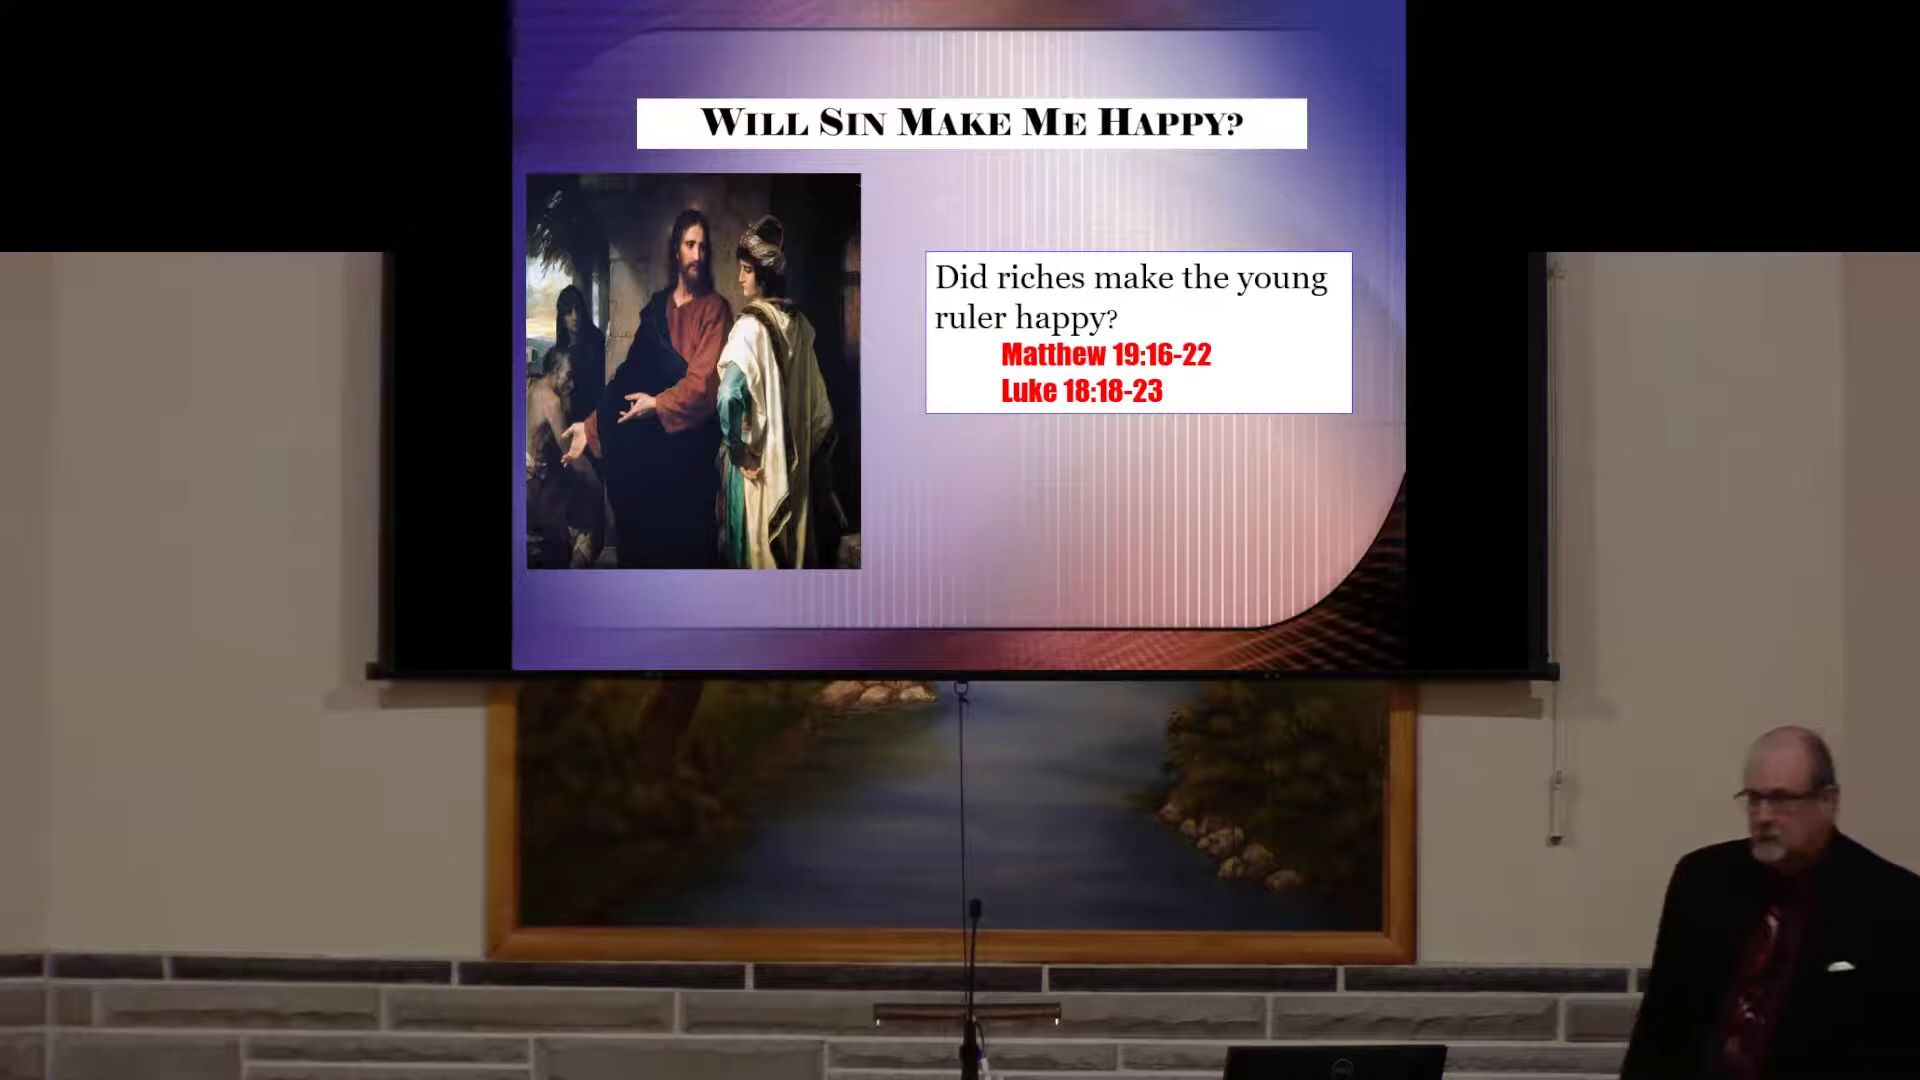 WILL SIN MAKE ME HAPPY?
Did riches make the young
ruler happy?
Matthew 19:16-22
Luke 18:18-23